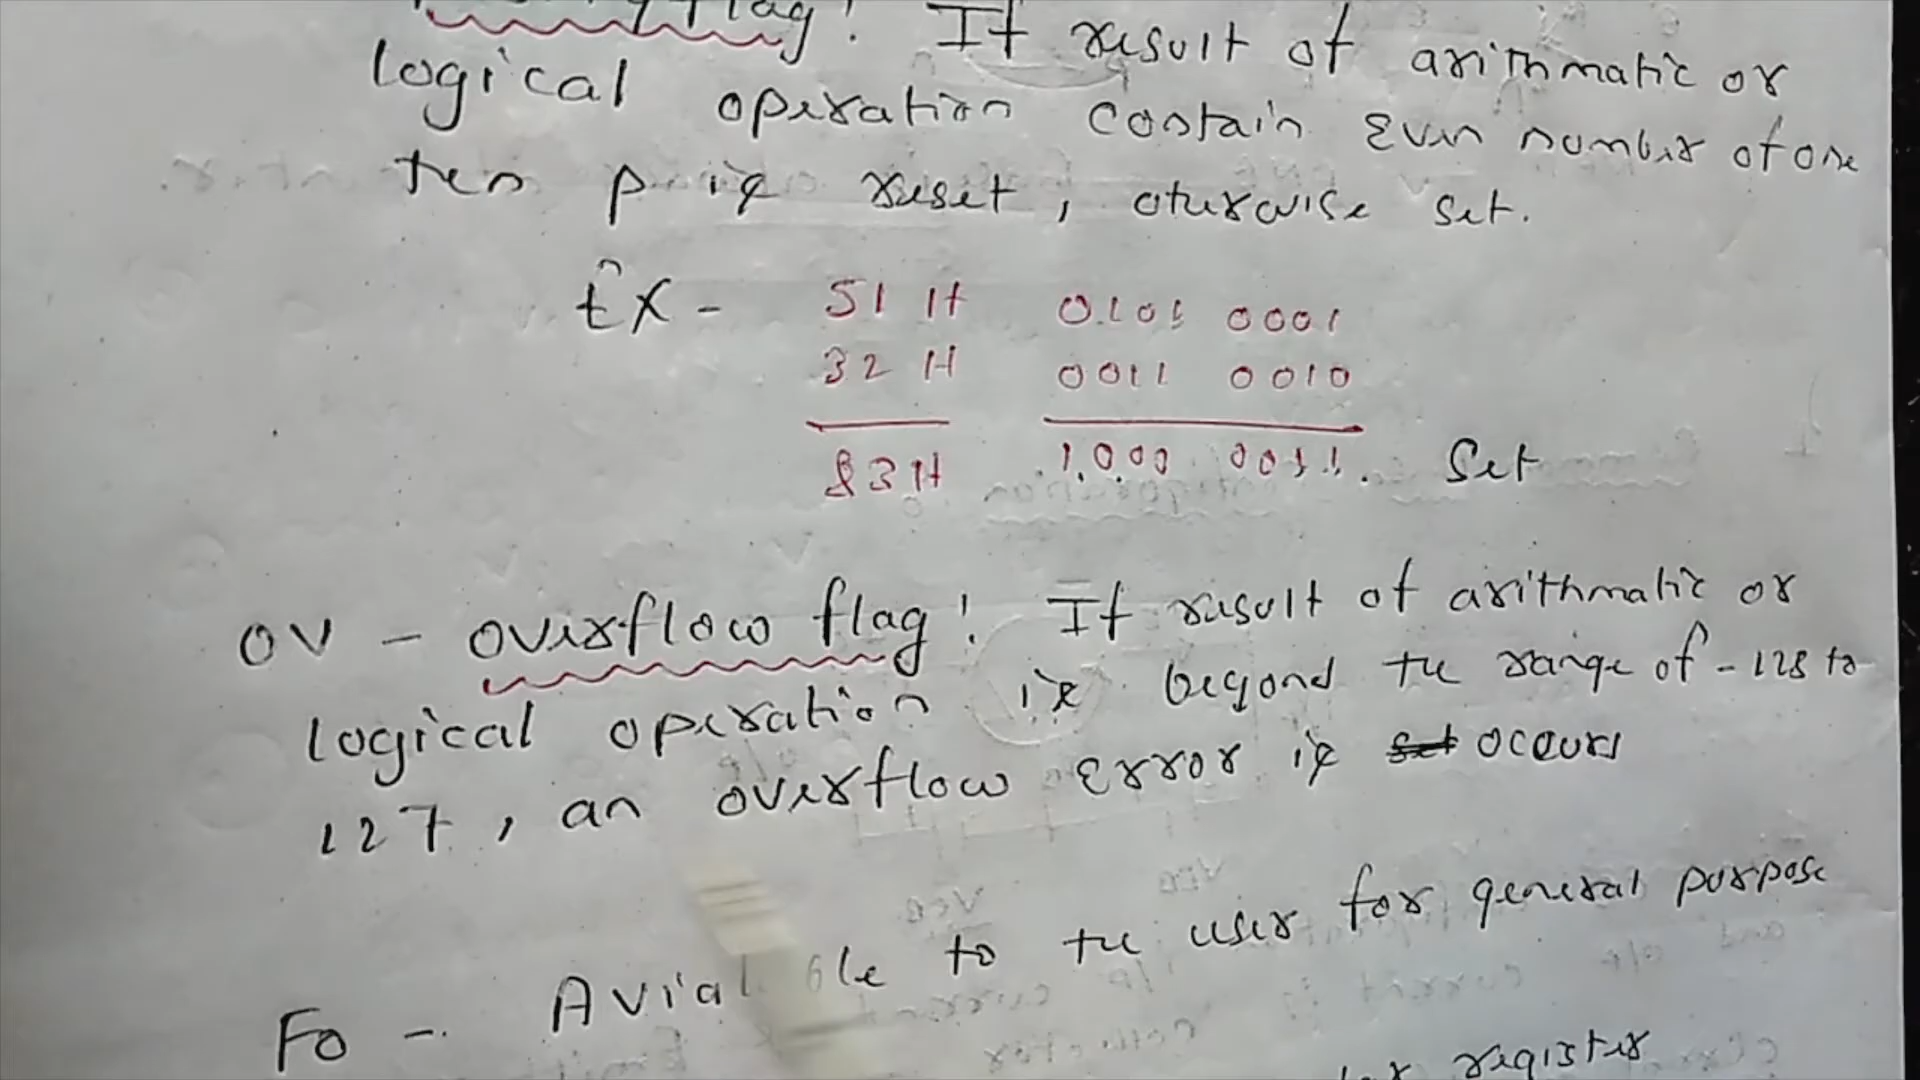 flag! If result of arithmatic or
logical operation contain Even number of one
then p is reset, otherwise set.
EX - 51 H 0101 0001
32 H 0011 0010
83H 1000 0011. Set
OV - overflow flag! If result of arithmatic or
logical operation is beyond the range of -128 to
127, an overflow error is set occurs
F0 - Avialable to the user for general purpose
register